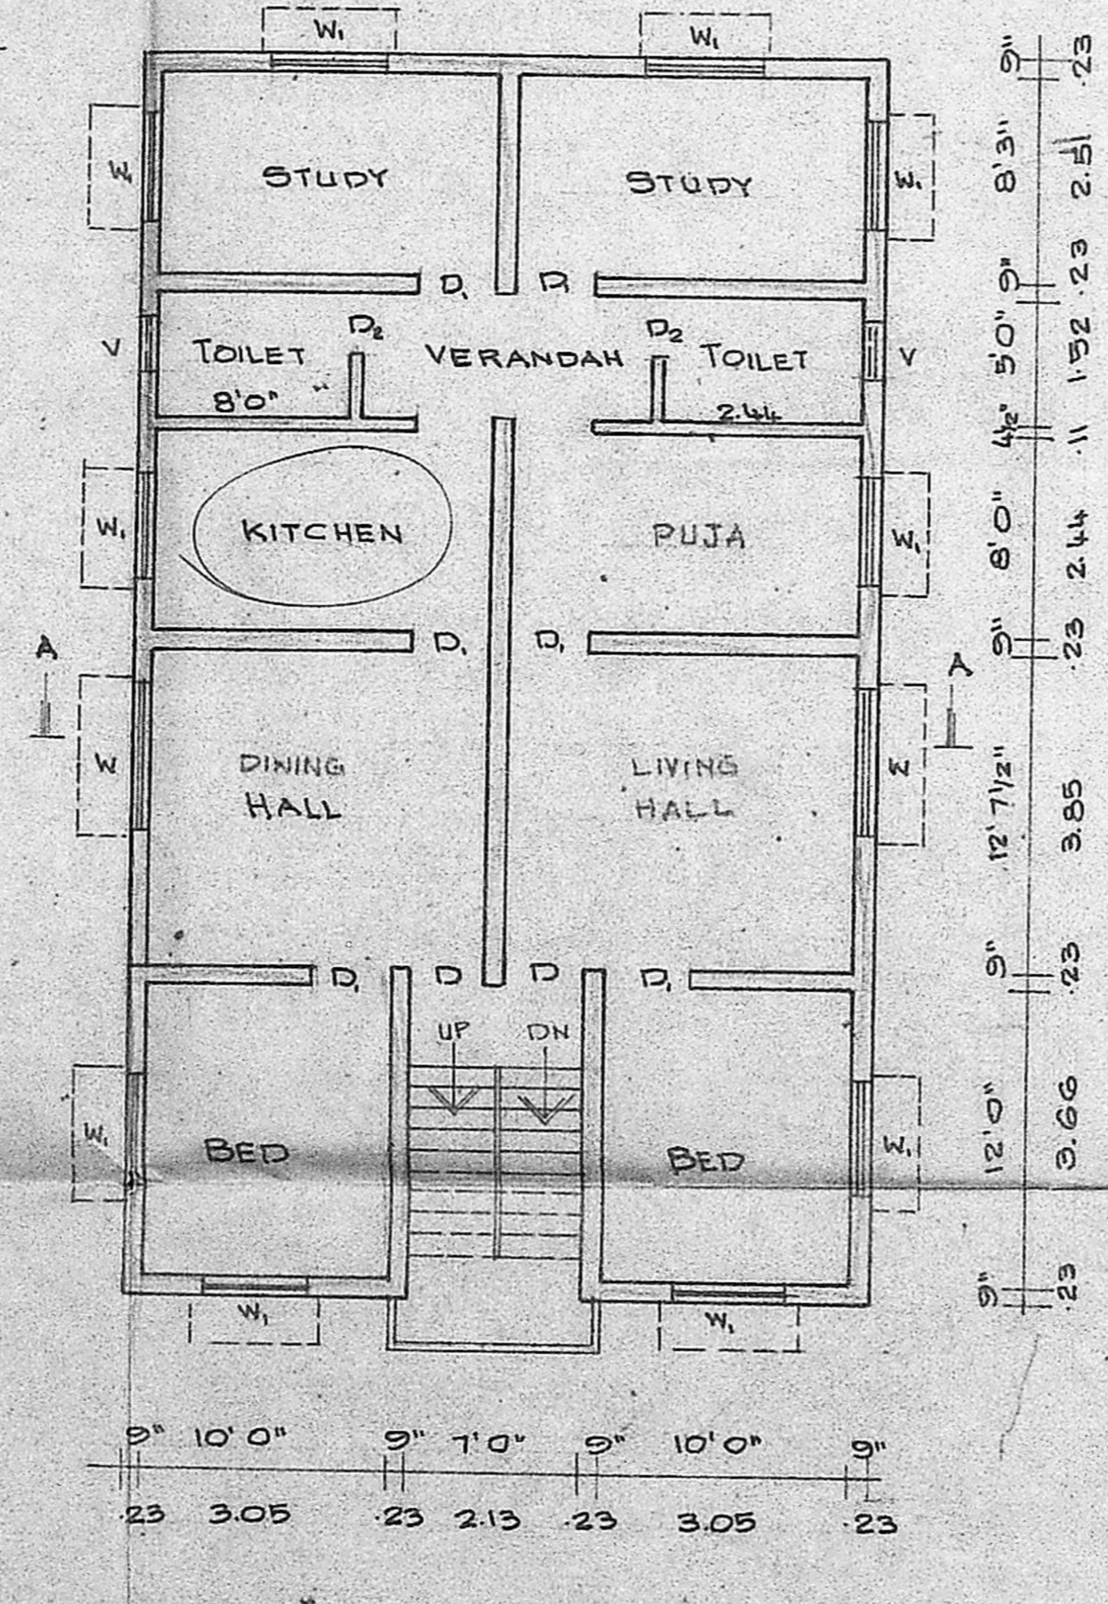 W₁ W₁
9" .23
W₁ STUDY STUDY W₁
8'3" 2.51
D₁ D₁
9" .23
D₂ D₂
V TOILET VERANDAH TOILET V
8'0" 2.44
5'0" 1.52
4½" .11
W₁ KITCHEN PUJA W₁
8'0" 2.44
D₁ D₁
9" .23
A A
W DINING LIVING W
HALL HALL
12' 7½" 3.85
D₁ D D D₁
9" .23
UP DN
W₁ BED BED W₁
12'0" 3.66
W₁ W₁
9" .23
9" 10'0" 9" 7'0" 9" 10'0" 9"
.23 3.05 .23 2.13 .23 3.05 .23